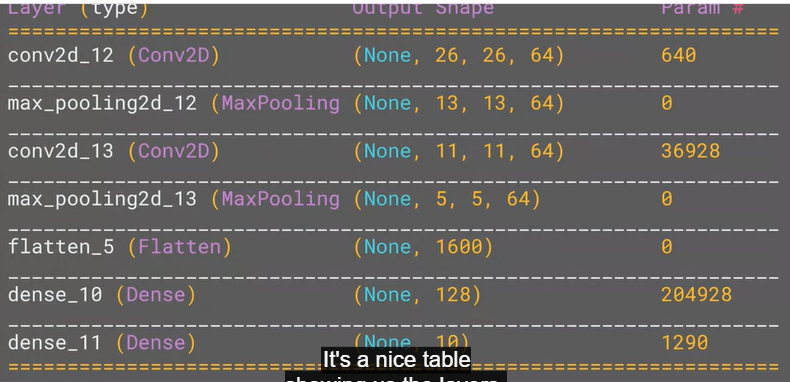 Layer (type) Output Shape Param #
=================================================================
conv2d_12 (Conv2D) (None, 26, 26, 64) 640
_________________________________________________________________
max_pooling2d_12 (MaxPooling (None, 13, 13, 64) 0
_________________________________________________________________
conv2d_13 (Conv2D) (None, 11, 11, 64) 36928
_________________________________________________________________
max_pooling2d_13 (MaxPooling (None, 5, 5, 64) 0
_________________________________________________________________
flatten_5 (Flatten) (None, 1600) 0
_________________________________________________________________
dense_10 (Dense) (None, 128) 204928
_________________________________________________________________
dense_11 (Dense) (None, 10) 1290
=================================================================
It's a nice table
showing us the layers